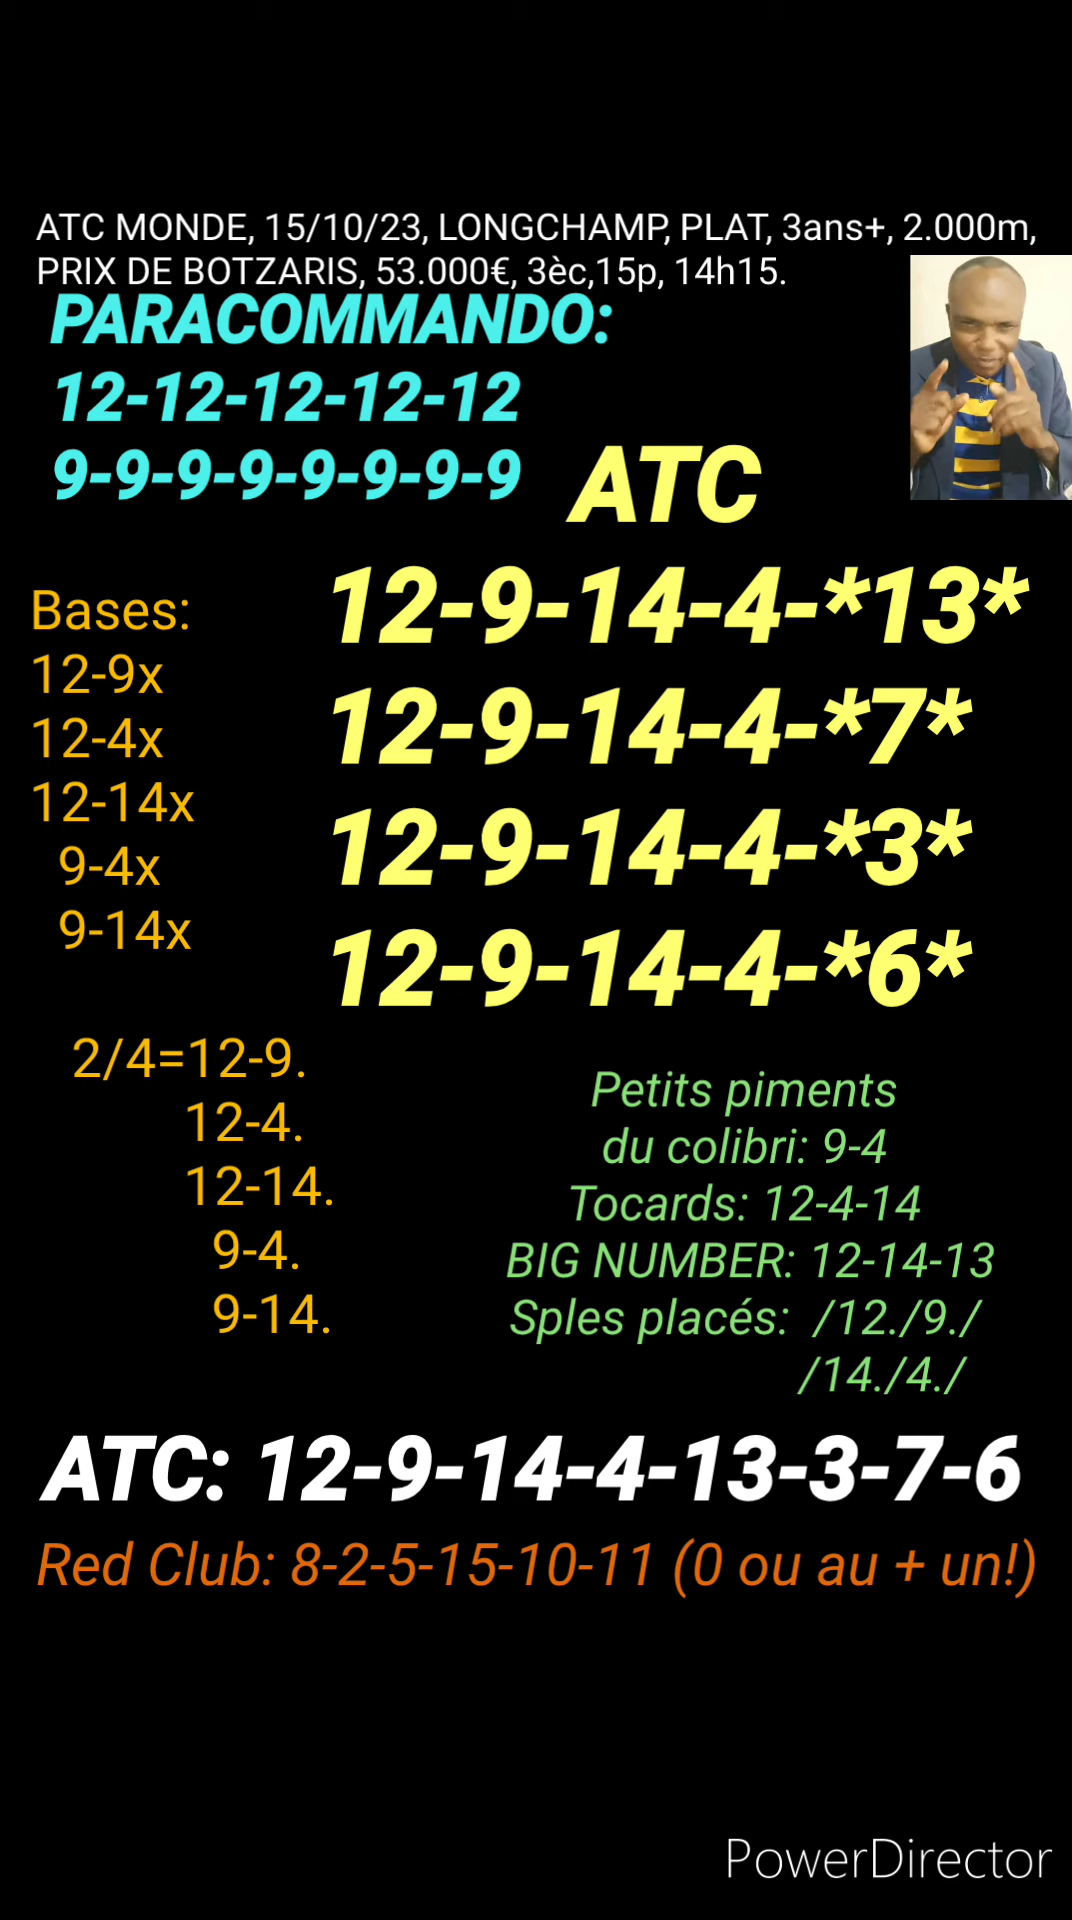 ATC MONDE, 15/10/23, LONGCHAMP, PLAT, 3ans+, 2.000m,
PRIX DE BOTZARIS, 53.000€, 3èc,15p, 14h15.
PARACOMMANDO:
12-12-12-12-12
9-9-9-9-9-9-9-9
ATC
12-9-14-4-*13*
12-9-14-4-*7*
12-9-14-4-*3*
12-9-14-4-*6*
Bases:
12-9x
12-4x
12-14x
9-4x
9-14x
2/4=12-9.
12-4.
12-14.
9-4.
9-14.
Petits piments
du colibri: 9-4
Tocards: 12-4-14
BIG NUMBER: 12-14-13
Sples placés: /12./9./
/14./4./
ATC: 12-9-14-4-13-3-7-6
Red Club: 8-2-5-15-10-11 (0 ou au + un!)
PowerDirector